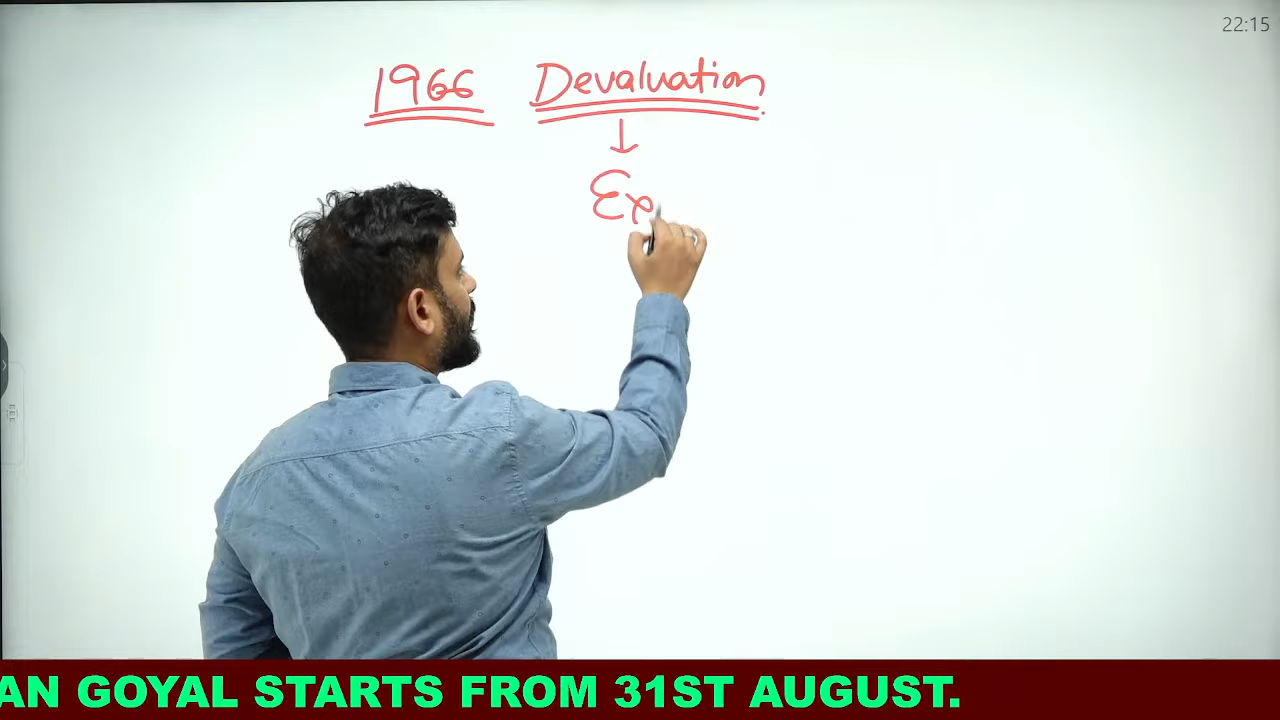 22:15
1966 Devaluation
↓
Ex
AN GOYAL STARTS FROM 31ST AUGUST.